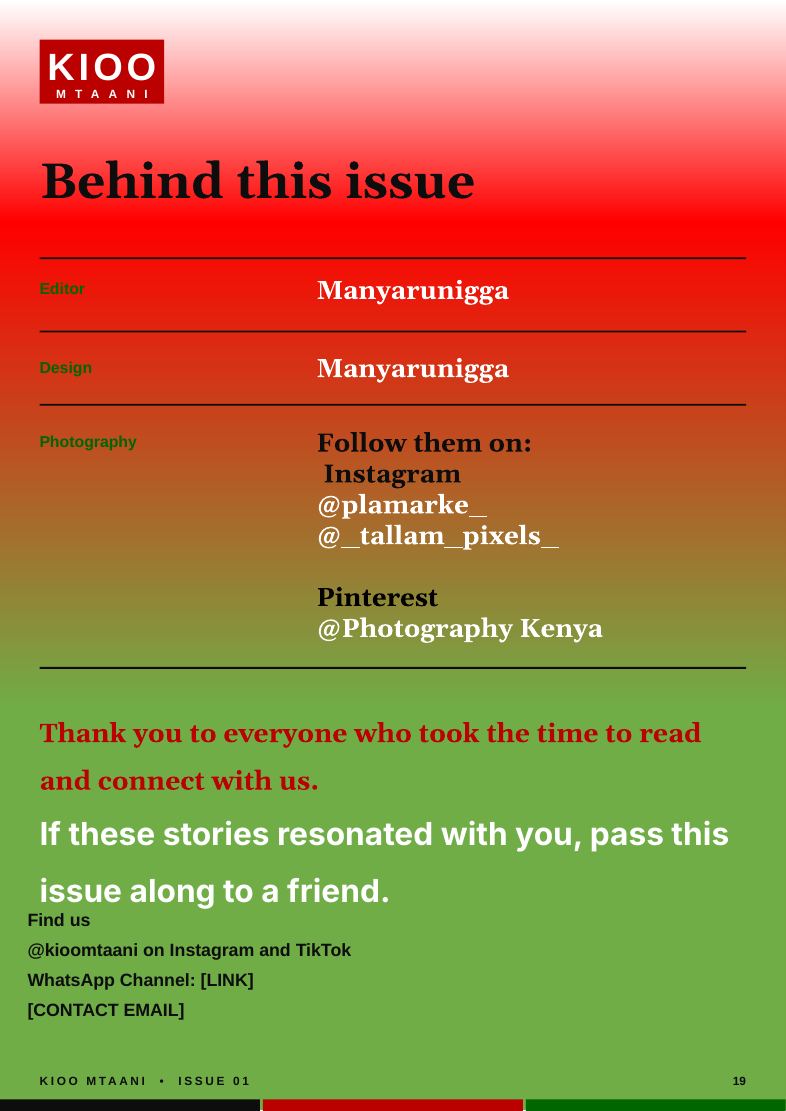 KIOO
MTAANI
Behind this issue
Editor
Manyarunigga
Design
Manyarunigga
Photography
Follow them on:
Instagram
@plamarke_
@_tallam_pixels_
Pinterest
@Photography Kenya
Thank you to everyone who took the time to read
and connect with us.
If these stories resonated with you, pass this
issue along to a friend.
Find us
@kioomtaani on Instagram and TikTok
WhatsApp Channel: [LINK]
[CONTACT EMAIL]
KIOO MTAANI • ISSUE 01
19